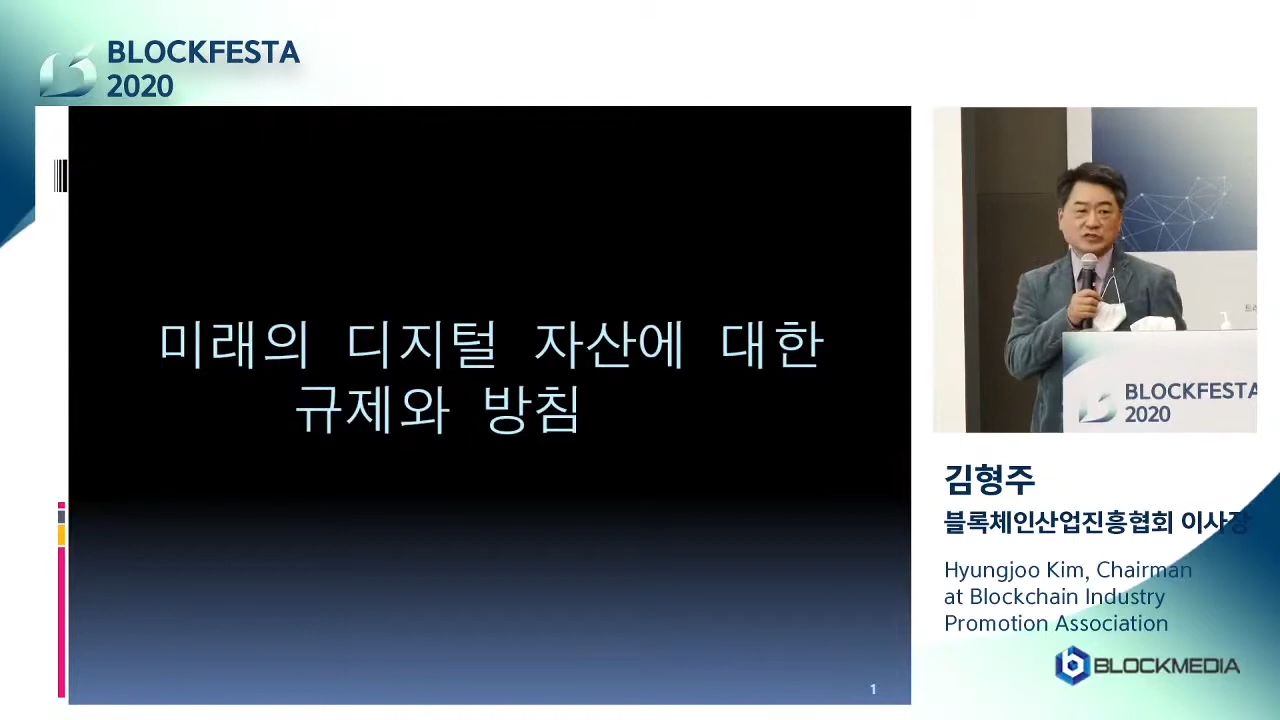 BLOCKFESTA
2020
미래의 디지털 자산에 대한
규제와 방침
1
BLOCKFESTA
2020
김형주
블록체인산업진흥협회 이사장
Hyungjoo Kim, Chairman
at Blockchain Industry
Promotion Association
BLOCKMEDIA